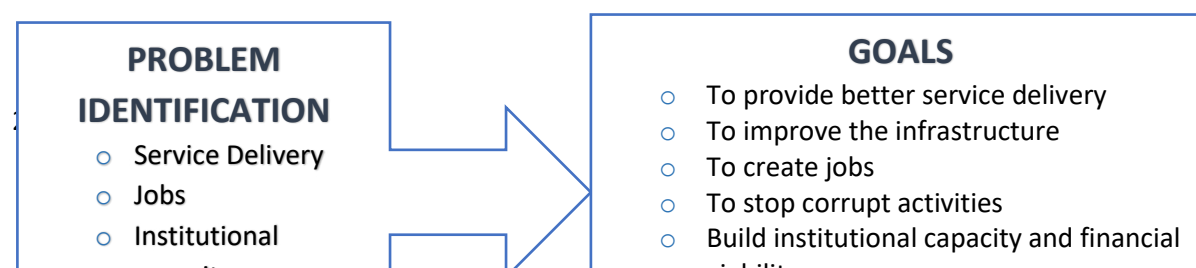 PROBLEM
IDENTIFICATION
○ Service Delivery
○ Jobs
○ Institutional
GOALS
○ To provide better service delivery
○ To improve the infrastructure
○ To create jobs
○ To stop corrupt activities
○ Build institutional capacity and financial